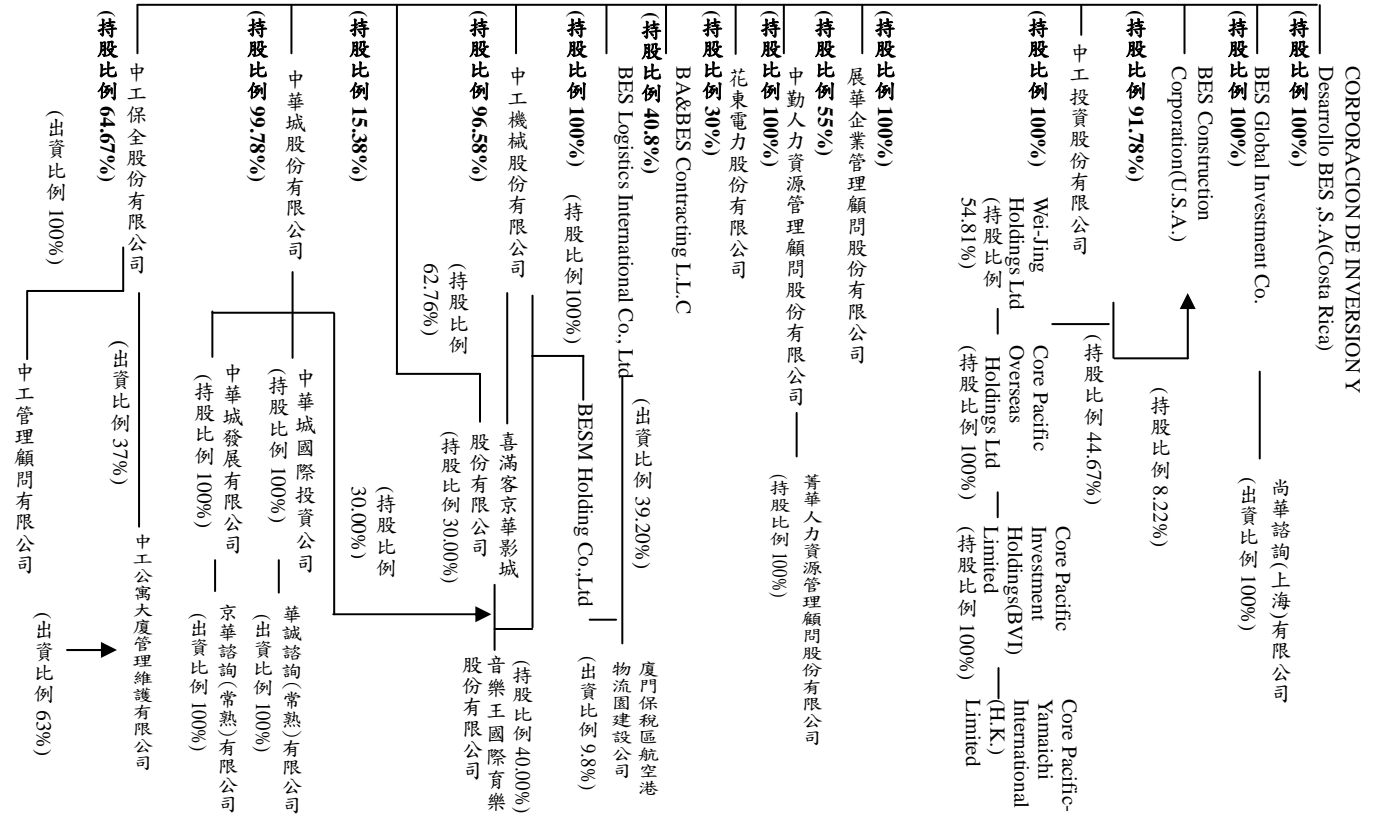 CORPORACION DE INVERSION Y
Desarrollo BES ,S.A(Costa Rica)
(持股比例 100%)
BES Global Investment Co.
(持股比例 100%)
尚華諮詢(上海)有限公司
(出資比例 100%)
BES Construction
Corporation(U.S.A.)
(持股比例 91.78%)
(持股比例 8.22%)
中工投資股份有限公司
(持股比例 100%)
(持股比例 44.67%)
Wei-Jing
Holdings Ltd
(持股比例
54.81%)
Core Pacific
Overseas
Holdings Ltd
(持股比例 100%)
Core Pacific
Investment
Holdings(BVI)
Limited
(持股比例 100%)
Core Pacific-
Yamaichi
International
(H.K.)
Limited
展華企業管理顧問股份有限公司
(持股比例 100%)
(持股比例 55%)
中勤人力資源管理顧問股份有限公司
(持股比例 100%)
菁華人力資源管理顧問股份有限公司
(持股比例 100%)
花東電力股份有限公司
(持股比例 30%)
BA&BES Contracting L.L.C
(持股比例 40.8%)
BES Logistics International Co., Ltd
(持股比例 100%)
(出資比例 39.20%)
廈門保稅區航空港
物流園建設公司
(出資比例 9.8%)
(持股比例 100%)
BESM Holding Co.,Ltd
中工機械股份有限公司
(持股比例 96.58%)
(持股比例
62.76%)
喜滿客京華影城
股份有限公司
(持股比例 30.00%)
(持股比例 40.00%)
音樂王國際育樂
股份有限公司
(持股比例 15.38%)
(持股比例
30.00%)
中華城股份有限公司
(持股比例 99.78%)
中華城國際投資公司
(持股比例 100%)
華誠諮詢(常熟)有限公司
(出資比例 100%)
中華城發展有限公司
(持股比例 100%)
京華諮詢(常熟)有限公司
(出資比例 100%)
中工保全股份有限公司
(持股比例 64.67%)
(出資比例 37%)
中工公寓大廈管理維護有限公司
(出資比例 100%)
中工管理顧問有限公司
(出資比例 63%)